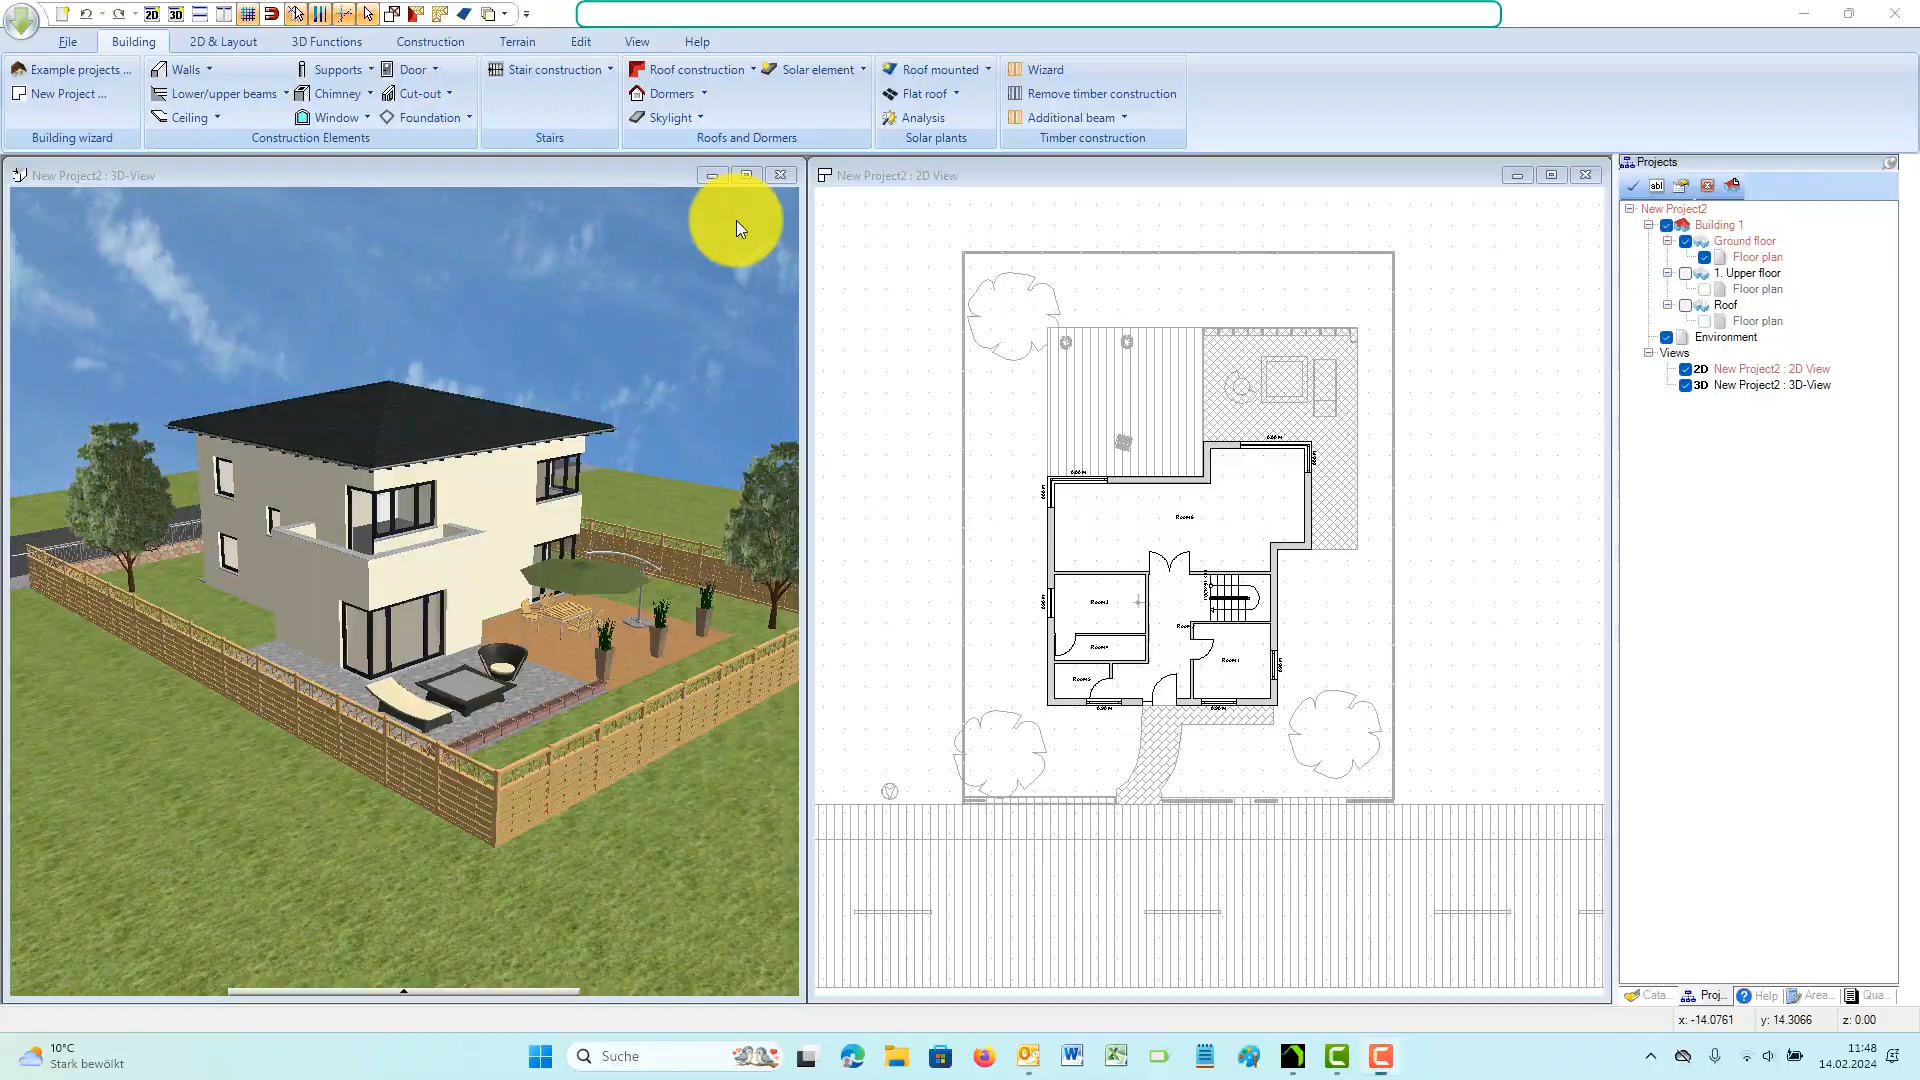 2D 3D
File Building 2D & Layout 3D Functions Construction Terrain Edit View Help
Example projects ... Walls Supports Door Stair construction Roof construction Solar element Roof mounted Wizard
New Project ... Lower/upper beams Chimney Cut-out Dormers Flat roof Remove timber construction
Ceiling Window Foundation Skylight Analysis Additional beam
Building wizard Construction Elements Stairs Roofs and Dormers Solar plants Timber construction
New Project2 : 3D-View
New Project2 : 2D View
Projects
abl
New Project2
Building 1
Ground floor
Floor plan
1. Upper floor
Floor plan
Roof
Floor plan
Environment
Views
2D New Project2 : 2D View
3D New Project2 : 3D-View
Cata... Proj... Help Area... Qua...
x: -14.0761 y: 14.3066 z: 0.00
10°C
Stark bewölkt
Suche
11:48
14.02.2024